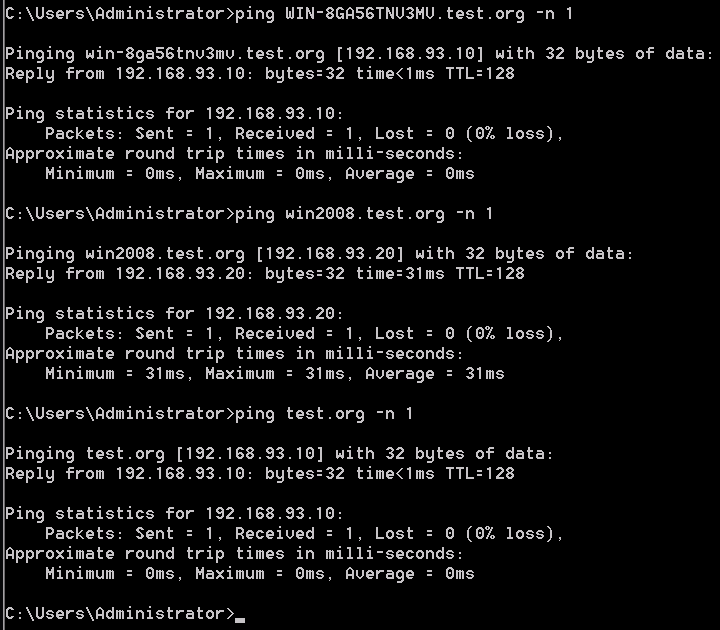 C:\Users\Administrator>ping WIN-8GA56TNV3MV.test.org -n 1
Pinging win-8ga56tnv3mv.test.org [192.168.93.10] with 32 bytes of data:
Reply from 192.168.93.10: bytes=32 time<1ms TTL=128
Ping statistics for 192.168.93.10:
    Packets: Sent = 1, Received = 1, Lost = 0 (0% loss),
Approximate round trip times in milli-seconds:
    Minimum = 0ms, Maximum = 0ms, Average = 0ms
C:\Users\Administrator>ping win2008.test.org -n 1
Pinging win2008.test.org [192.168.93.20] with 32 bytes of data:
Reply from 192.168.93.20: bytes=32 time=31ms TTL=128
Ping statistics for 192.168.93.20:
    Packets: Sent = 1, Received = 1, Lost = 0 (0% loss),
Approximate round trip times in milli-seconds:
    Minimum = 31ms, Maximum = 31ms, Average = 31ms
C:\Users\Administrator>ping test.org -n 1
Pinging test.org [192.168.93.10] with 32 bytes of data:
Reply from 192.168.93.10: bytes=32 time<1ms TTL=128
Ping statistics for 192.168.93.10:
    Packets: Sent = 1, Received = 1, Lost = 0 (0% loss),
Approximate round trip times in milli-seconds:
    Minimum = 0ms, Maximum = 0ms, Average = 0ms
C:\Users\Administrator>_